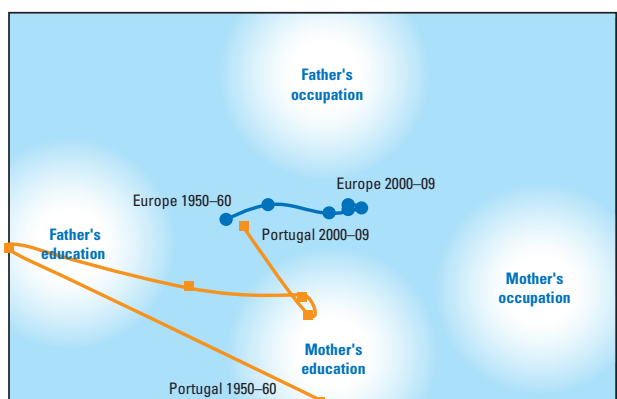 Father's
occupation
Europe 2000–09
Europe 1950–60
Portugal 2000–09
Father's
education
Mother's
occupation
Mother's
education
Portugal 1950–60